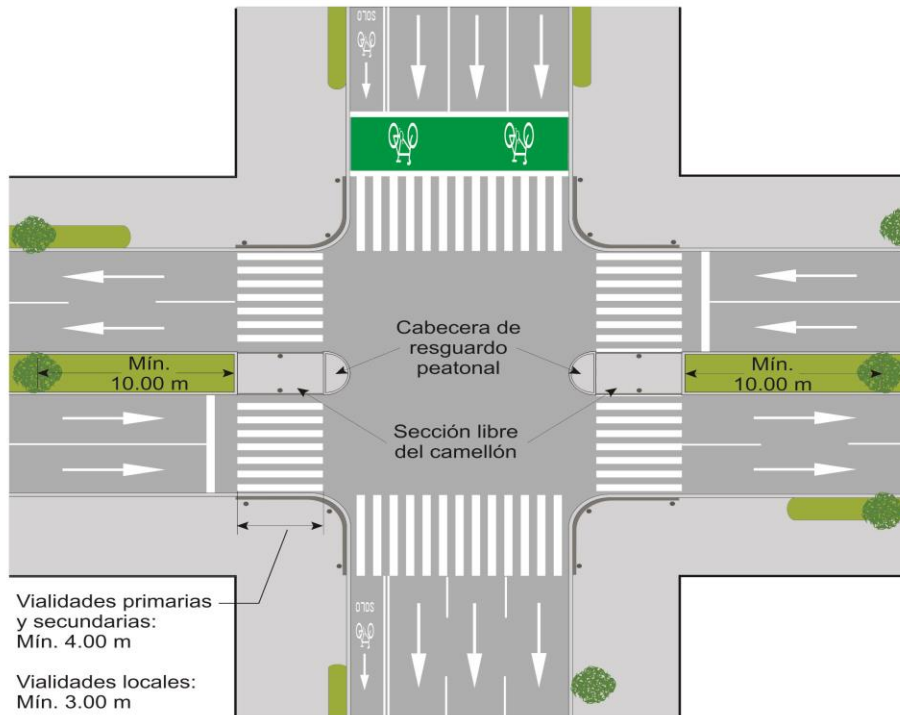 SOLO
Cabecera de
resguardo
peatonal
Mín.
10.00 m
Mín.
10.00 m
Sección libre
del camellón
Vialidades primarias
y secundarias:
Mín. 4.00 m
Vialidades locales:
Mín. 3.00 m
SOLO